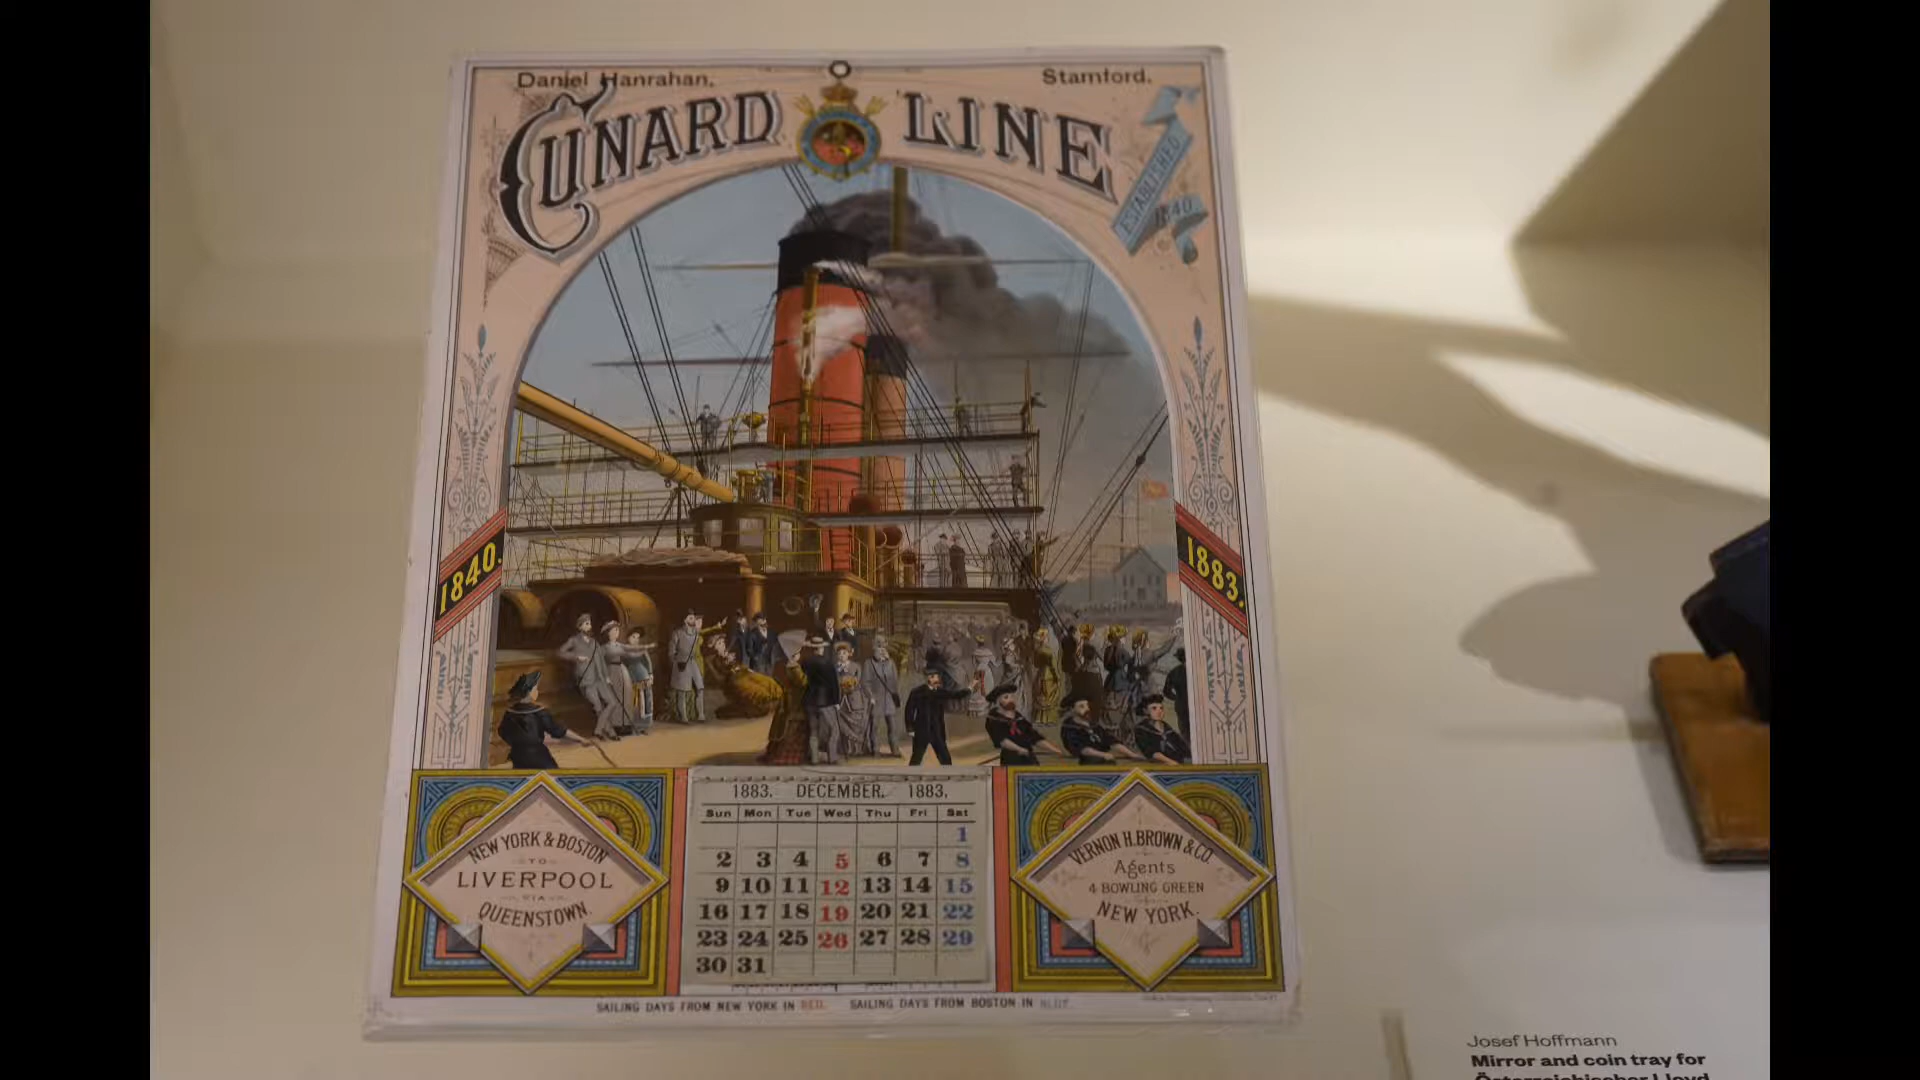 Daniel Hanrahan, Stamford.
CUNARD LINE
ESTABLISHED
1840.
1840.
1883.
NEW YORK & BOSTON
TO
LIVERPOOL
VIA
QUEENSTOWN.
1883. DECEMBER. 1883.
Sun Mon Tue Wed Thu Fri Sat
1
2 3 4 5 6 7 8
9 10 11 12 13 14 15
16 17 18 19 20 21 22
23 24 25 26 27 28 29
30 31
VERNON H. BROWN & CO.
Agents
4 BOWLING GREEN
NEW YORK.
SAILING DAYS FROM NEW YORK IN RED. SAILING DAYS FROM BOSTON IN BLUE
Josef Hoffmann
Mirror and coin tray for
Österreichischer Lloyd